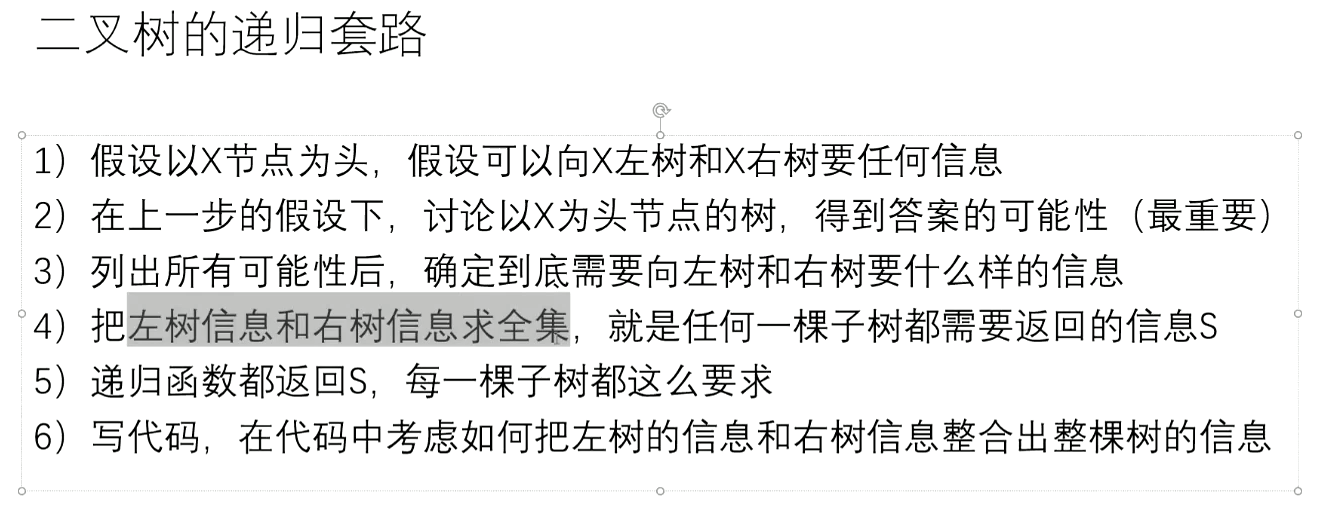 二叉树的递归套路
1）假设以X节点为头，假设可以向X左树和X右树要任何信息
2）在上一步的假设下，讨论以X为头节点的树，得到答案的可能性（最重要）
3）列出所有可能性后，确定到底需要向左树和右树要什么样的信息
4）把左树信息和右树信息求全集，就是任何一棵子树都需要返回的信息S
5）递归函数都返回S，每一棵子树都这么要求
6）写代码，在代码中考虑如何把左树的信息和右树信息整合出整棵树的信息